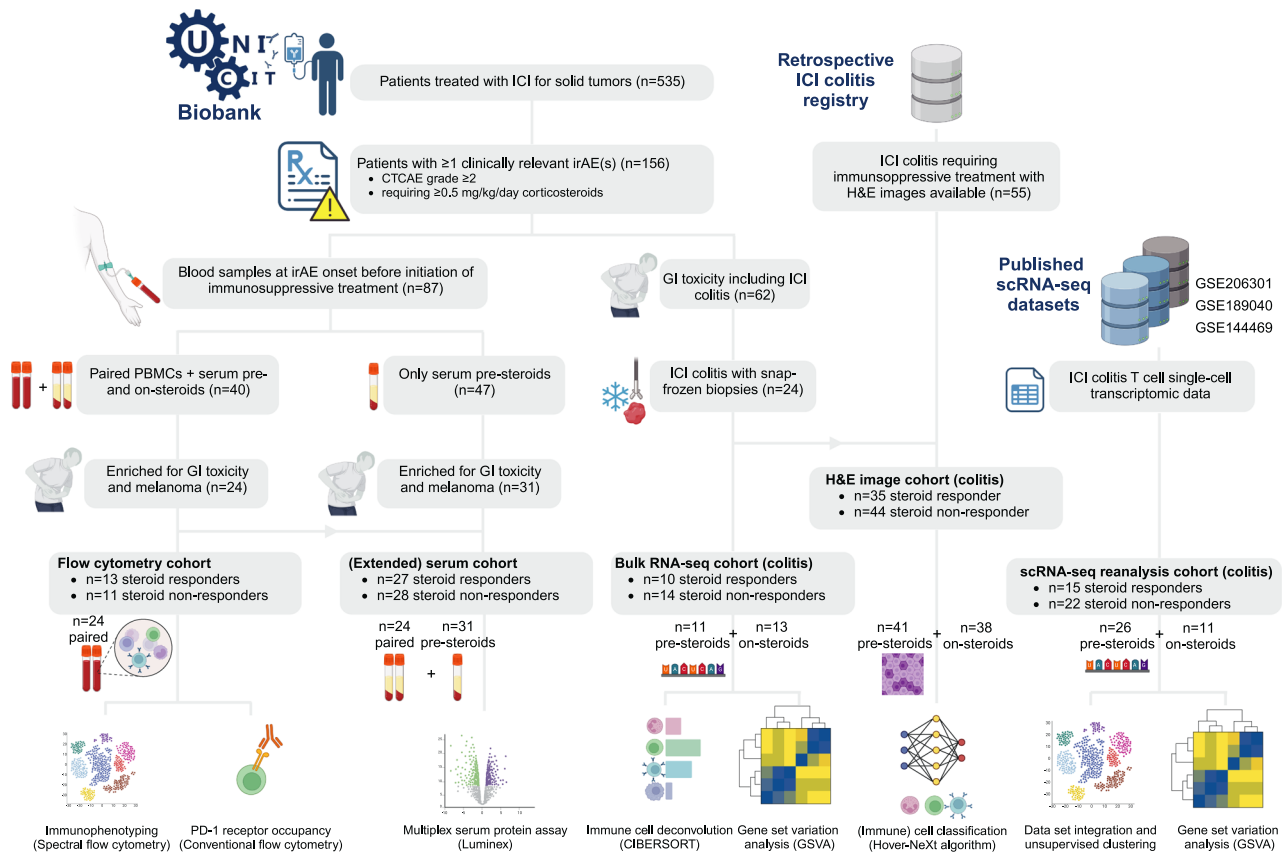 UNI
CIT
Biobank
Patients treated with ICI for solid tumors (n=535)
Retrospective
ICI colitis
registry
Rx
Patients with ≥1 clinically relevant irAE(s) (n=156)
• CTCAE grade ≥2
• requiring ≥0.5 mg/kg/day corticosteroids
ICI colitis requiring
immunsoppressive treatment with
H&E images available (n=55)
Blood samples at irAE onset before initiation of
immunosuppressive treatment (n=87)
GI toxicity including ICI
colitis (n=62)
Published
scRNA-seq
datasets
GSE206301
GSE189040
GSE144469
+
Paired PBMCs + serum pre-
and on-steroids (n=40)
Only serum pre-steroids
(n=47)
ICI colitis with snap-
frozen biopsies (n=24)
ICI colitis T cell single-cell
transcriptomic data
Enriched for GI toxicity
and melanoma (n=24)
Enriched for GI toxicity
and melanoma (n=31)
H&E image cohort (colitis)
• n=35 steroid responder
• n=44 steroid non-responder
Flow cytometry cohort
• n=13 steroid responders
• n=11 steroid non-responders
(Extended) serum cohort
• n=27 steroid responders
• n=28 steroid non-responders
Bulk RNA-seq cohort (colitis)
• n=10 steroid responders
• n=14 steroid non-responders
scRNA-seq reanalysis cohort (colitis)
• n=15 steroid responders
• n=22 steroid non-responders
n=24
paired
n=24
paired
+
n=31
pre-steroids
n=11
pre-steroids
+
n=13
on-steroids
n=41
pre-steroids
+
n=38
on-steroids
n=26
pre-steroids
+
n=11
on-steroids
Immunophenotyping
(Spectral flow cytometry)
PD-1 receptor occupancy
(Conventional flow cytometry)
Multiplex serum protein assay
(Luminex)
Immune cell deconvolution
(CIBERSORT)
Gene set variation
analysis (GSVA)
(Immune) cell classification
(Hover-NeXt algorithm)
Data set integration and
unsupervised clustering
Gene set variation
analysis (GSVA)